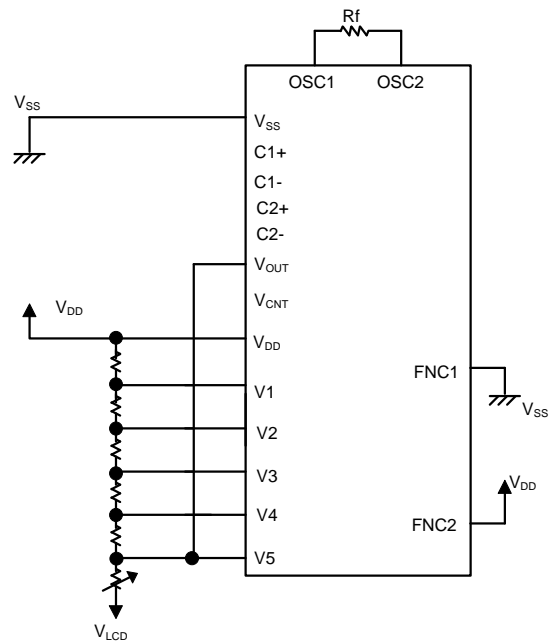 Rf
OSC1 OSC2
VSS
VSS
C1+
C1-
C2+
C2-
VOUT
VCNT
VDD
VDD
FNC1
V1
VSS
V2
V3
VDD
V4
FNC2
V5
VLCD